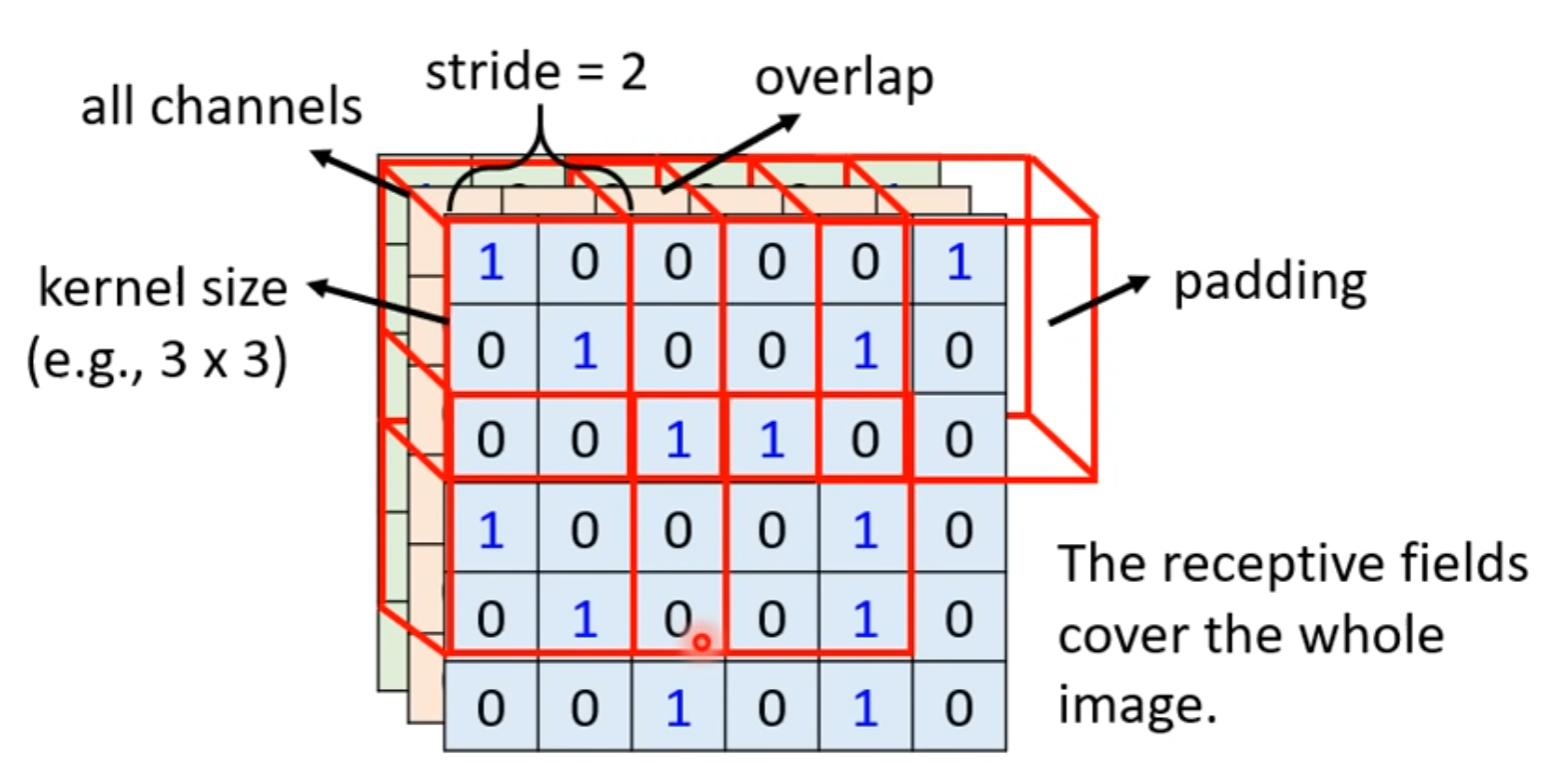 stride = 2
overlap
all channels
kernel size
(e.g., 3 x 3)
padding
1 0 0 0 0 1
0 1 0 0 1 0
0 0 1 1 0 0
1 0 0 0 1 0
0 1 0 0 1 0
0 0 1 0 1 0
The receptive fields
cover the whole
image.